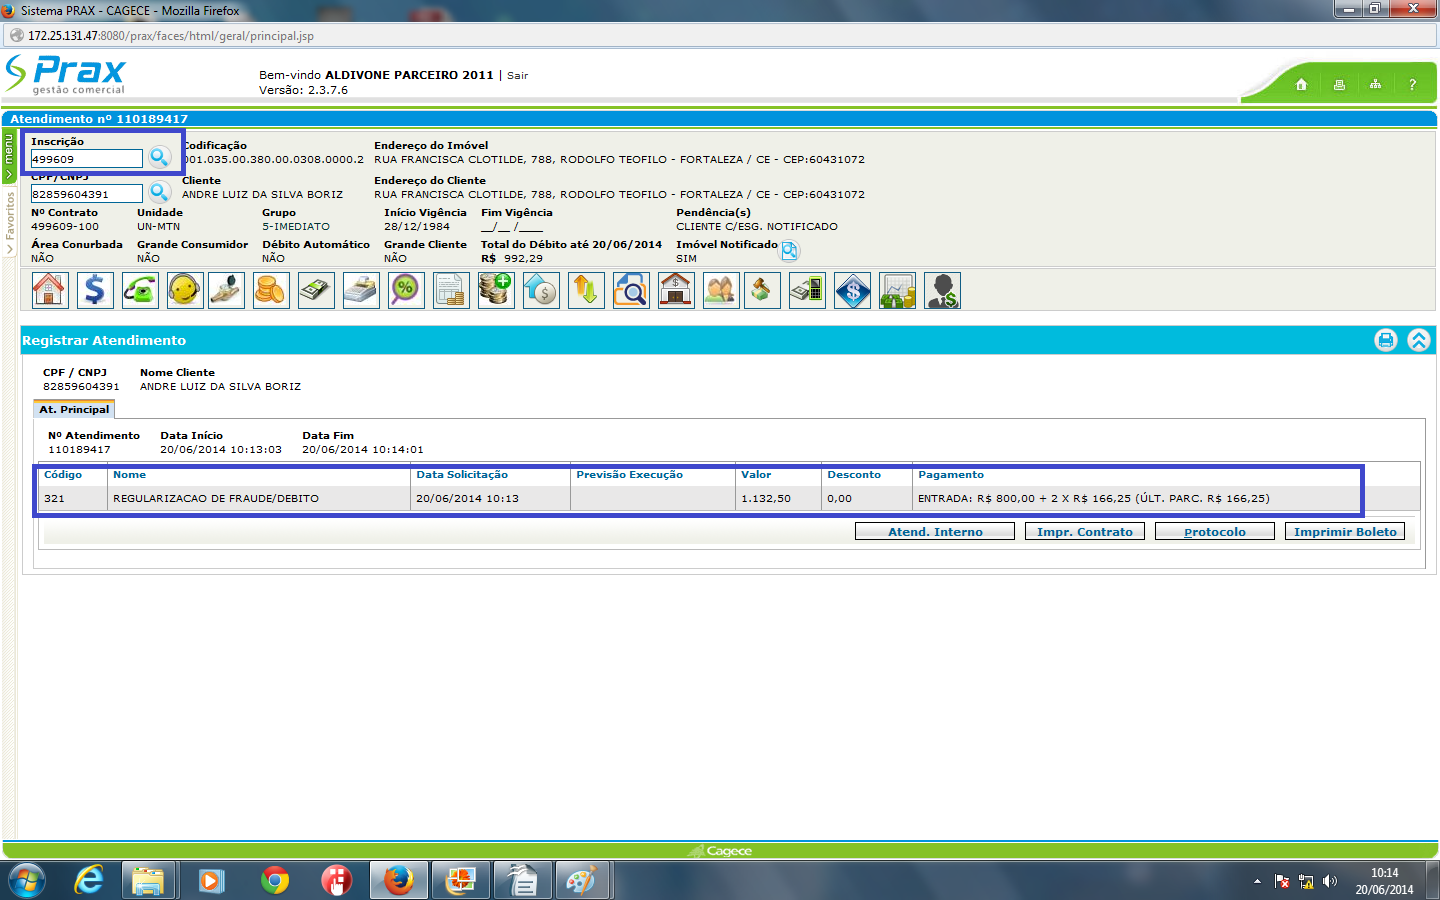 Sistema PRAX - CAGECE - Mozilla Firefox
172.25.131.47:8080/prax/faces/html/geral/principal.jsp
Prax
gestão comercial
Bem-vindo ALDIVONE PARCEIRO 2011 | Sair
Versão: 2.3.7.6
?
Atendimento nº 110189417
menu
Favoritos
Inscrição Codificação Endereço do Imóvel
499609 001.035.00.380.00.0308.0000.2 RUA FRANCISCA CLOTILDE, 788, RODOLFO TEOFILO - FORTALEZA / CE - CEP:60431072
CPF/CNPJ Cliente Endereço do Cliente
82859604391 ANDRE LUIZ DA SILVA BORIZ RUA FRANCISCA CLOTILDE, 788, RODOLFO TEOFILO - FORTALEZA / CE - CEP:60431072
Nº Contrato Unidade Grupo Início Vigência Fim Vigência Pendência(s)
499609-100 UN-MTN 5-IMEDIATO 28/12/1984 __/__ /____ CLIENTE C/ESG. NOTIFICADO
Área Conurbada Grande Consumidor Débito Automático Grande Cliente Total do Débito até 20/06/2014 Imóvel Notificado
NÃO NÃO NÃO NÃO R$ 992,29 SIM
Registrar Atendimento
CPF / CNPJ Nome Cliente
82859604391 ANDRE LUIZ DA SILVA BORIZ
At. Principal
Nº Atendimento Data Início Data Fim
110189417 20/06/2014 10:13:03 20/06/2014 10:14:01
Código Nome Data Solicitação Previsão Execução Valor Desconto Pagamento
321 REGULARIZACAO DE FRAUDE/DEBITO 20/06/2014 10:13 1.132,50 0,00 ENTRADA: R$ 800,00 + 2 X R$ 166,25 (ÚLT. PARC. R$ 166,25)
Atend. Interno Impr. Contrato Protocolo Imprimir Boleto
Cagece
10:14
20/06/2014